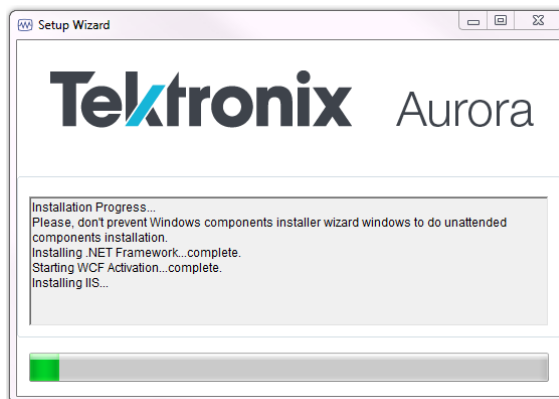 Setup Wizard
Tektronix Aurora
Installation Progress...
Please, don't prevent Windows components installer wizard windows to do unattended
components installation.
Installing .NET Framework...complete.
Starting WCF Activation...complete.
Installing IIS...